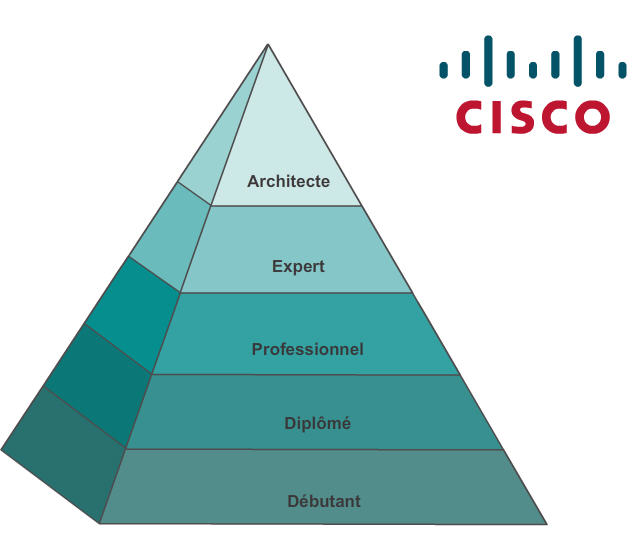 CISCO
Architecte
Expert
Professionnel
Diplômé
Débutant